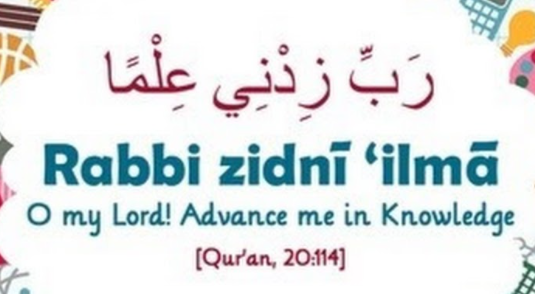 رَبِّ زِدْنِي عِلْمًا
Rabbi zidnī ‘ilmā
O my Lord! Advance me in Knowledge
[Qur'an, 20:114]